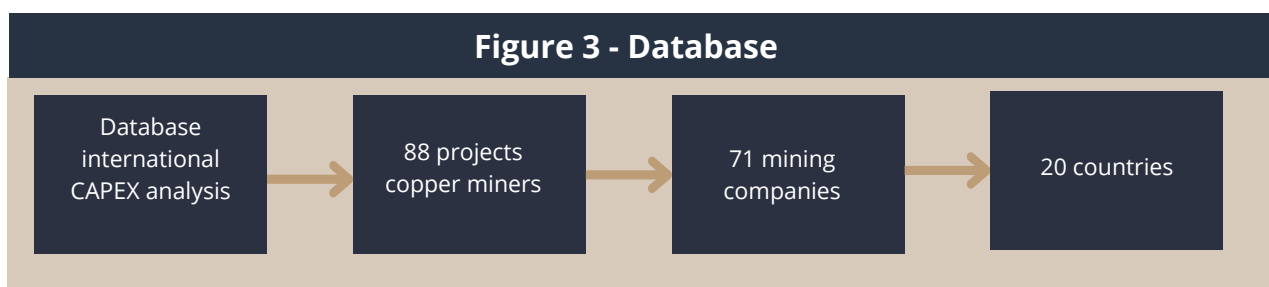 Figure 3 - Database
Database
international
CAPEX analysis
88 projects
copper miners
71 mining
companies
20 countries